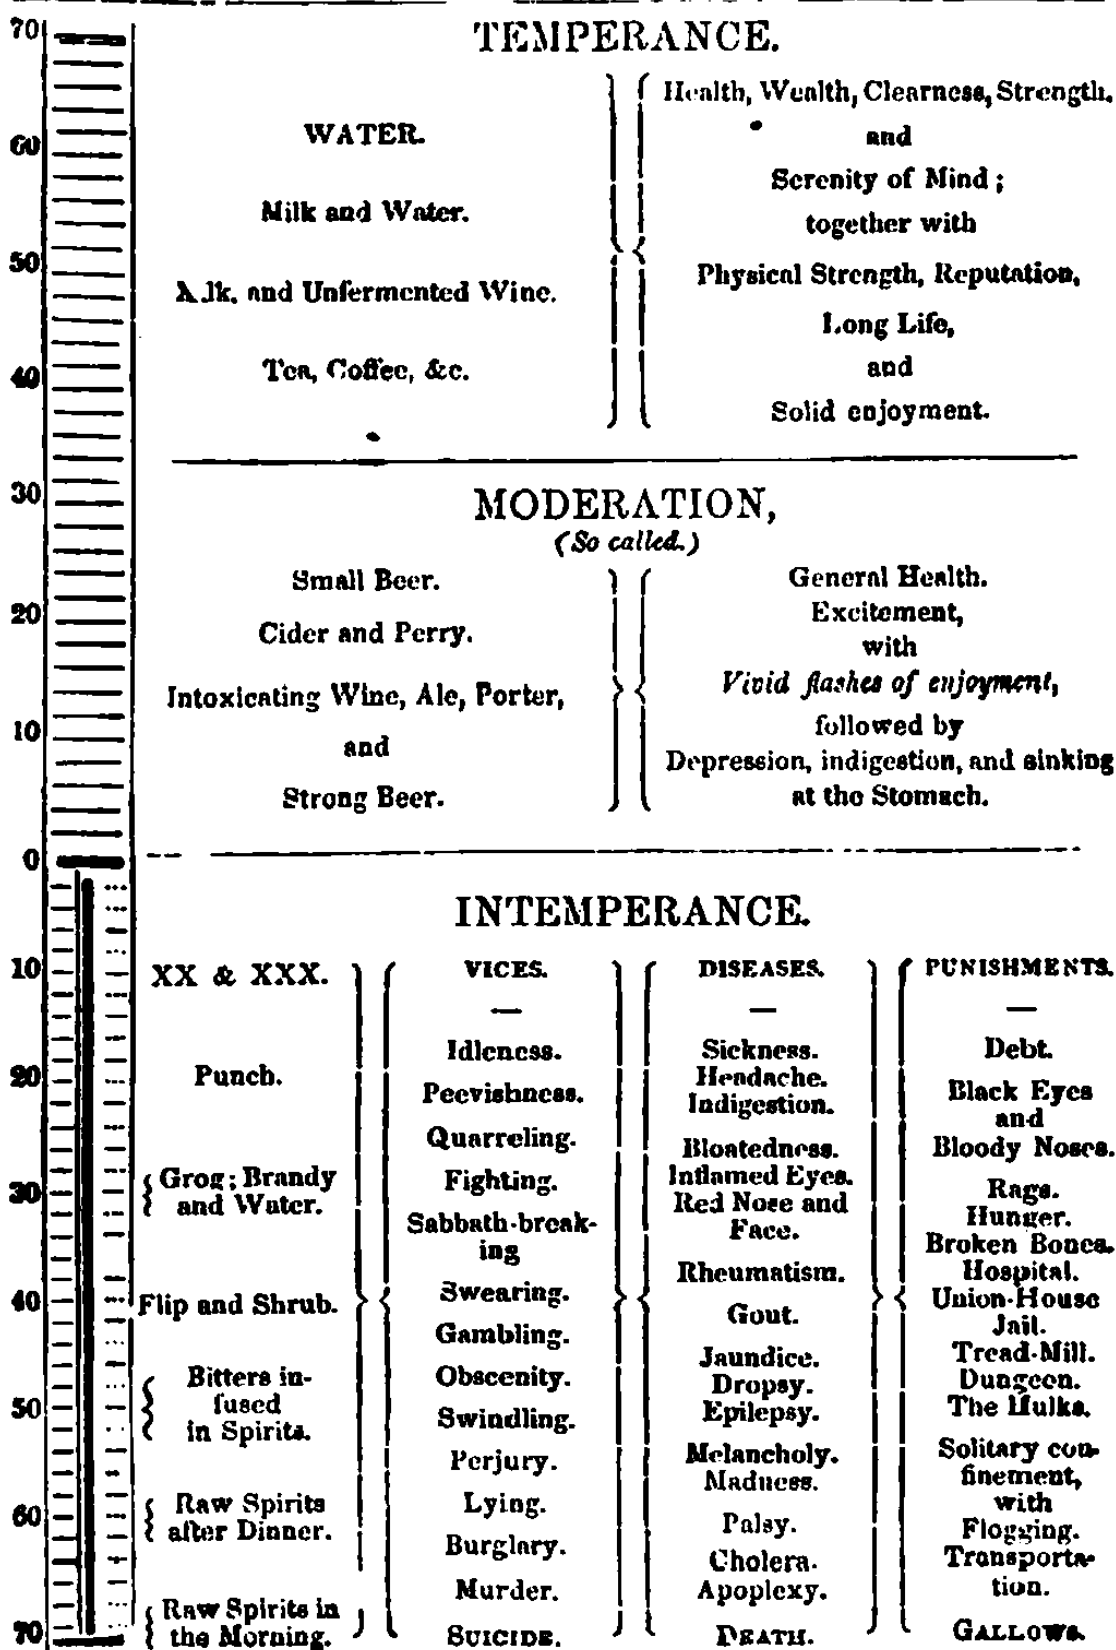 TEMPERANCE.
70
60
50
40
WATER.
Milk and Water.
and Unfermented Wine.
Tea, Coffee, &c.
Health, Wealth, Clearness, Strength.
and
Serenity of Mind;
together with
Physical Strength, Reputation,
Long Life,
and
Solid enjoyment.
MODERATION,
(So called.)
30
20
10
0
Small Beer.
Cider and Perry.
Intoxicating Wine, Ale, Porter,
and
Strong Beer.
General Health.
Excitement,
with
Vivid flashes of enjoyment,
followed by
Depression, indigestion, and sinking
at the Stomach.
INTEMPERANCE.
10
20
30
40
50
60
70
XX & XXX.
Punch.
Grog; Brandy
and Water.
Flip and Shrub.
Bitters in-
fused
in Spirits.
Raw Spirits
after Dinner.
Raw Spirits in
the Morning.
VICES.
Idleness.
Peevishness.
Quarreling.
Fighting.
Sabbath-break-
ing
Swearing.
Gambling.
Obscenity.
Swindling.
Perjury.
Lying.
Burglary.
Murder.
SUICIDE.
DISEASES.
Sickness.
Headache.
Indigestion.
Bloatedness.
Inflamed Eyes.
Red Nose and
Face.
Rheumatism.
Gout.
Jaundice.
Dropsy.
Epilepsy.
Melancholy.
Madness.
Palsy.
Cholera.
Apoplexy.
DEATH.
PUNISHMENTS.
Debt.
Black Eyes
and
Bloody Noses.
Rags.
Hunger.
Broken Bones.
Hospital.
Union-House
Jail.
Tread-Mill.
Dungeon.
The Hulks.
Solitary con-
finement,
with
Flogging.
Transporta-
tion.
GALLOWS.